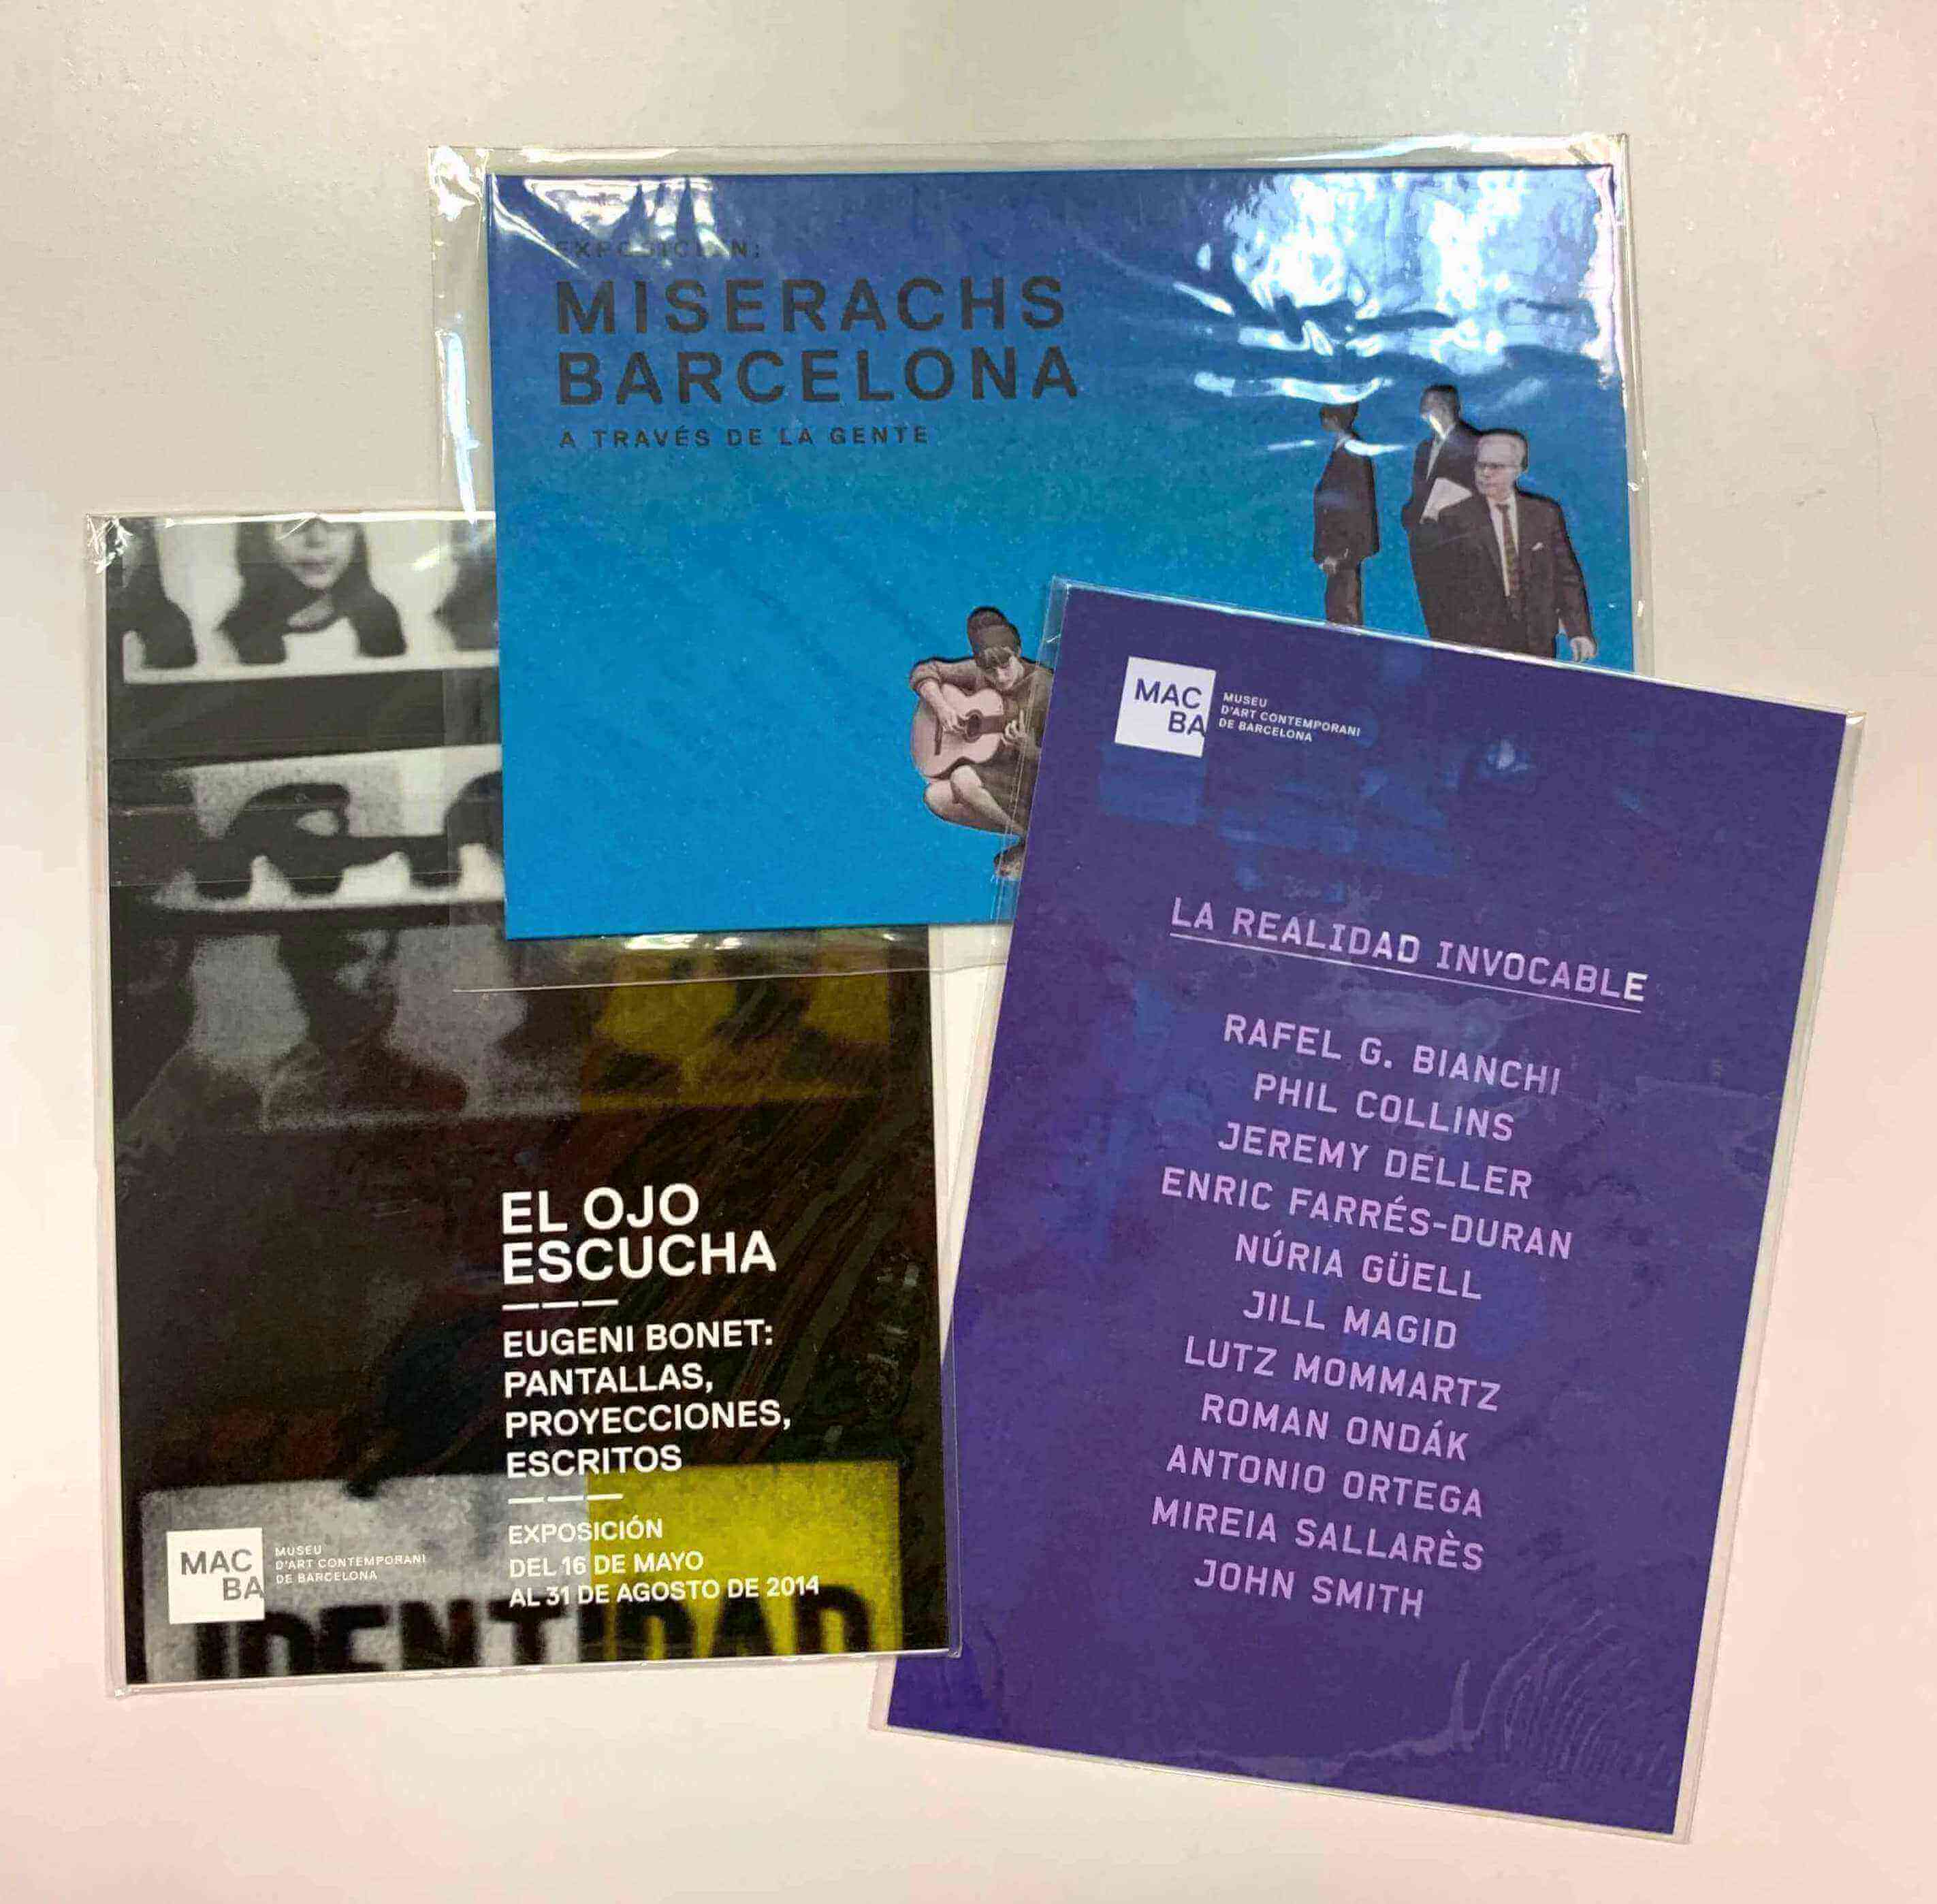 EXPOSICIÓN:
MISERACHS
BARCELONA
A TRAVÉS DE LA GENTE
EL OJO
ESCUCHA
EUGENI BONET:
PANTALLAS,
PROYECCIONES,
ESCRITOS
EXPOSICIÓN
DEL 16 DE MAYO
AL 31 DE AGOSTO DE 2014
MAC
BA
MUSEU
D'ART CONTEMPORANI
DE BARCELONA
IDENTIDAD
MAC
BA
MUSEU
D'ART CONTEMPORANI
DE BARCELONA
LA REALIDAD INVOCABLE
RAFEL G. BIANCHI
PHIL COLLINS
JEREMY DELLER
ENRIC FARRÉS-DURAN
NÚRIA GÜELL
JILL MAGID
LUTZ MOMMARTZ
ROMAN ONDÁK
ANTONIO ORTEGA
MIREIA SALLARÈS
JOHN SMITH